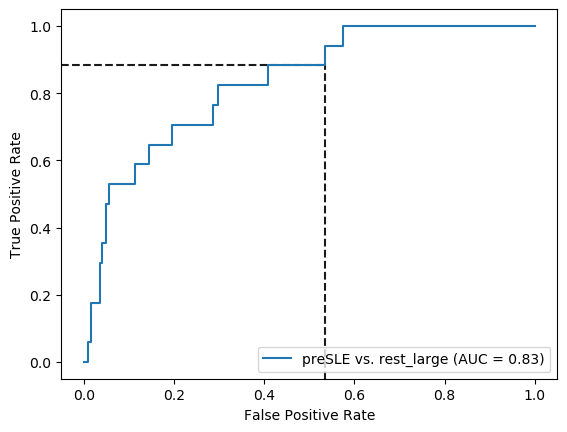 1.0
0.8
0.6
0.4
0.2
0.0
True Positive Rate
preSLE vs. rest_large (AUC = 0.83)
0.0 0.2 0.4 0.6 0.8 1.0
False Positive Rate